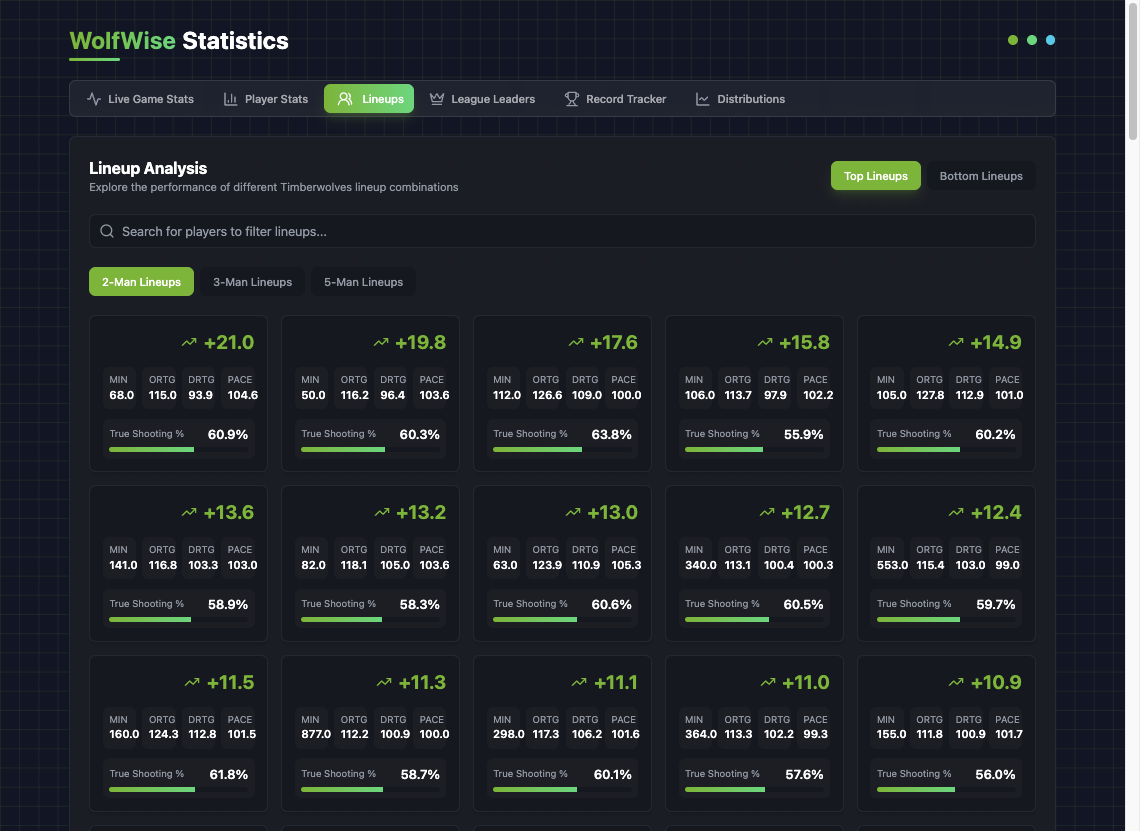 WolfWise Statistics
Live Game Stats Player Stats Lineups League Leaders Record Tracker Distributions
Lineup Analysis
Explore the performance of different Timberwolves lineup combinations
Top Lineups Bottom Lineups
Search for players to filter lineups...
2-Man Lineups 3-Man Lineups 5-Man Lineups
+21.0 +19.8 +17.6 +15.8 +14.9
MIN ORTG DRTG PACE MIN ORTG DRTG PACE MIN ORTG DRTG PACE MIN ORTG DRTG PACE MIN ORTG DRTG PACE
68.0 115.0 93.9 104.6 50.0 116.2 96.4 103.6 112.0 126.6 109.0 100.0 106.0 113.7 97.9 102.2 105.0 127.8 112.9 101.0
True Shooting % 60.9% True Shooting % 60.3% True Shooting % 63.8% True Shooting % 55.9% True Shooting % 60.2%
+13.6 +13.2 +13.0 +12.7 +12.4
MIN ORTG DRTG PACE MIN ORTG DRTG PACE MIN ORTG DRTG PACE MIN ORTG DRTG PACE MIN ORTG DRTG PACE
141.0 116.8 103.3 103.0 82.0 118.1 105.0 103.6 63.0 123.9 110.9 105.3 340.0 113.1 100.4 100.3 553.0 115.4 103.0 99.0
True Shooting % 58.9% True Shooting % 58.3% True Shooting % 60.6% True Shooting % 60.5% True Shooting % 59.7%
+11.5 +11.3 +11.1 +11.0 +10.9
MIN ORTG DRTG PACE MIN ORTG DRTG PACE MIN ORTG DRTG PACE MIN ORTG DRTG PACE MIN ORTG DRTG PACE
160.0 124.3 112.8 101.5 877.0 112.2 100.9 100.0 298.0 117.3 106.2 101.6 364.0 113.3 102.2 99.3 155.0 111.8 100.9 101.7
True Shooting % 61.8% True Shooting % 58.7% True Shooting % 60.1% True Shooting % 57.6% True Shooting % 56.0%